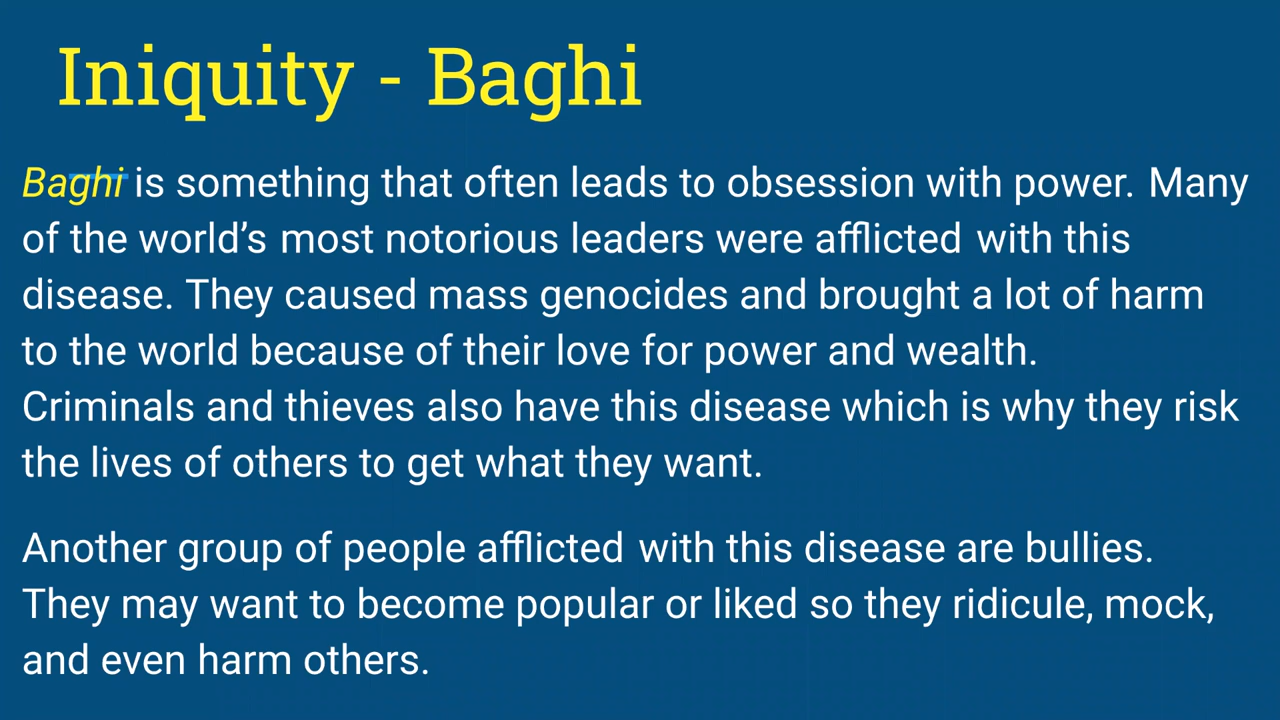 Iniquity - Baghi
Baghi is something that often leads to obsession with power. Many
of the world’s most notorious leaders were afflicted with this
disease. They caused mass genocides and brought a lot of harm
to the world because of their love for power and wealth.
Criminals and thieves also have this disease which is why they risk
the lives of others to get what they want.
Another group of people afflicted with this disease are bullies.
They may want to become popular or liked so they ridicule, mock,
and even harm others.